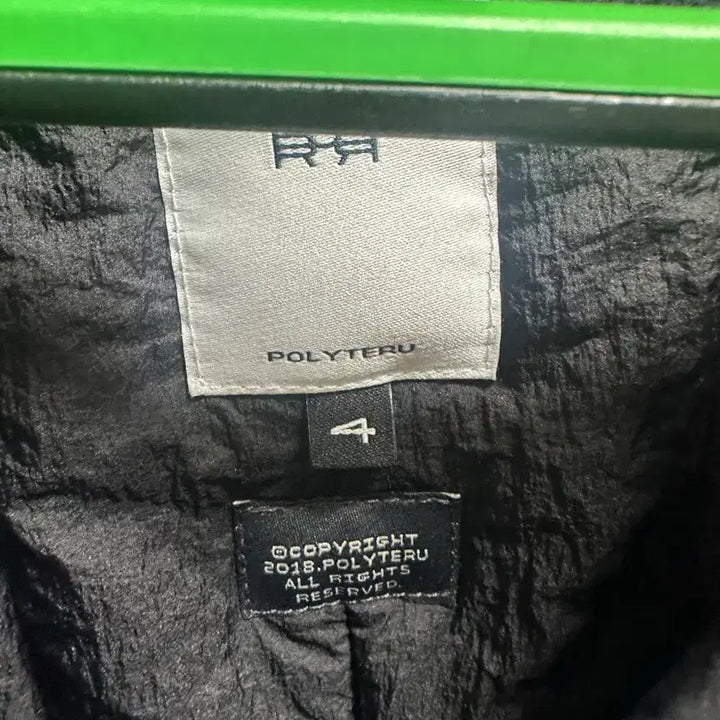 POLYTERU
4
©COPYRIGHT
2018.POLYTERU
ALL RIGHTS
RESERVED.